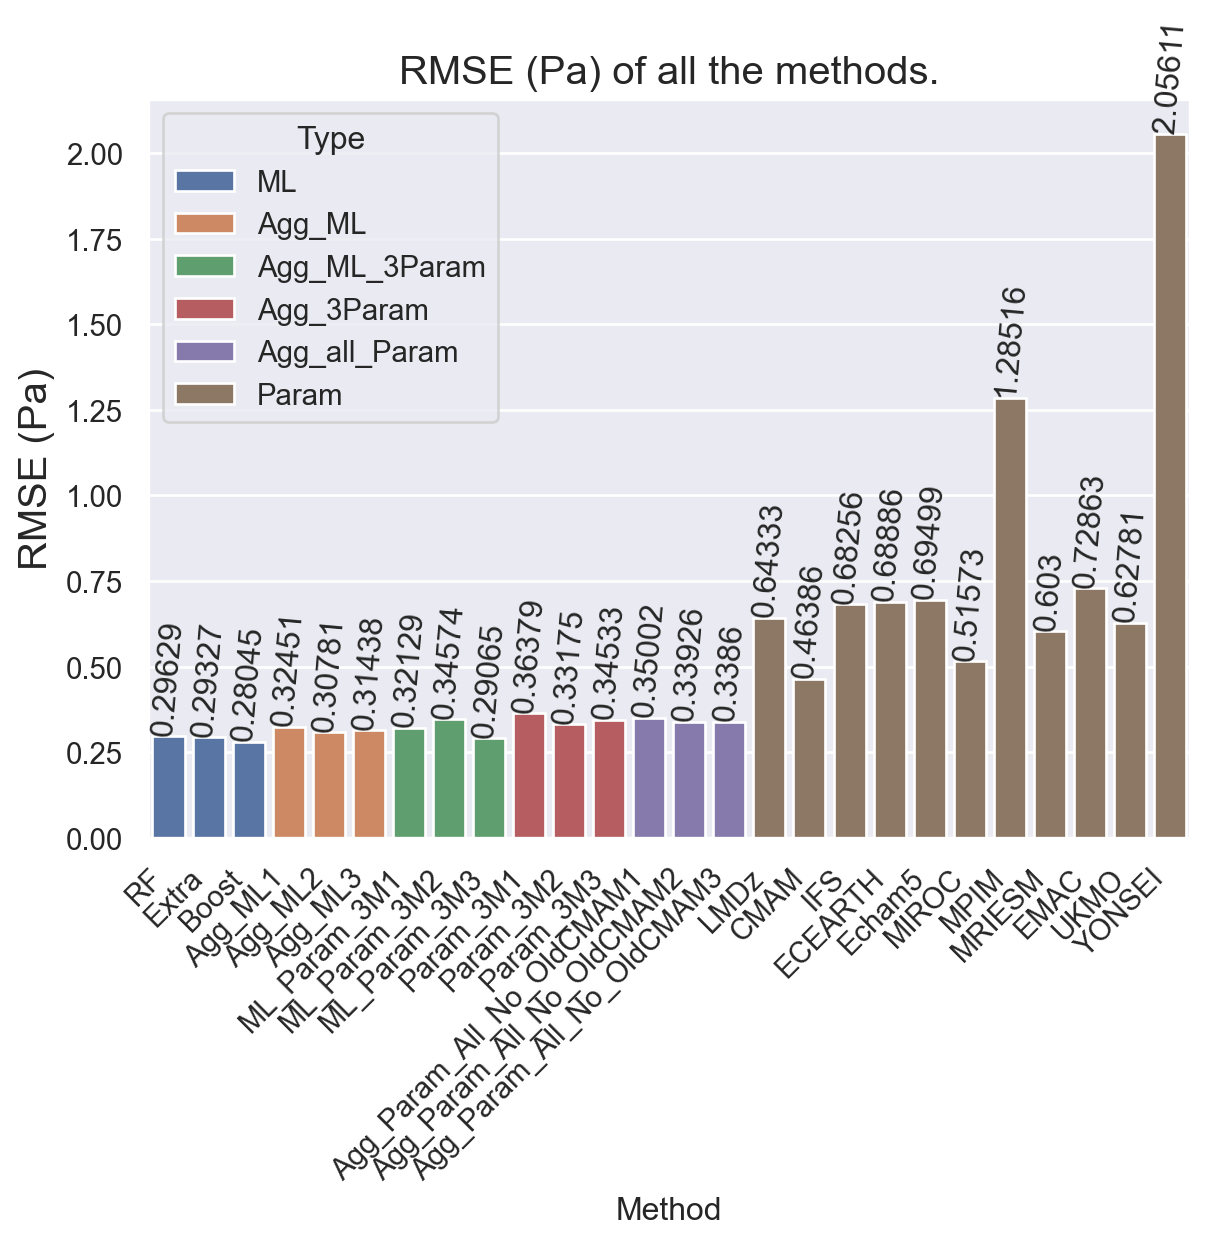 RMSE (Pa) of all the methods.
RMSE (Pa)
2.00
1.75
1.50
1.25
1.00
0.75
0.50
0.25
0.00
Type
ML
Agg_ML
Agg_ML_3Param
Agg_3Param
Agg_all_Param
Param
0.29629
0.29327
0.28045
0.32451
0.30781
0.31438
0.32129
0.34574
0.29065
0.36379
0.33175
0.34533
0.35002
0.33926
0.3386
0.64333
0.46386
0.68256
0.68886
0.69499
0.51573
1.28516
0.603
0.72863
0.62781
2.05611
RF
Extra
Boost
Agg_ML1
Agg_ML2
Agg_ML3
ML_Param_3M1
ML_Param_3M2
ML_Param_3M3
Param_3M1
Param_3M2
Param_3M3
Agg_Param_All_No_OldCMAM1
Agg_Param_All_No_OldCMAM2
Agg_Param_All_No_OldCMAM3
LMDz
CMAM
IFS
ECEARTH
Echam5
MIROC
MPIM
MRIESM
EMAC
UKMO
YONSEI
Method